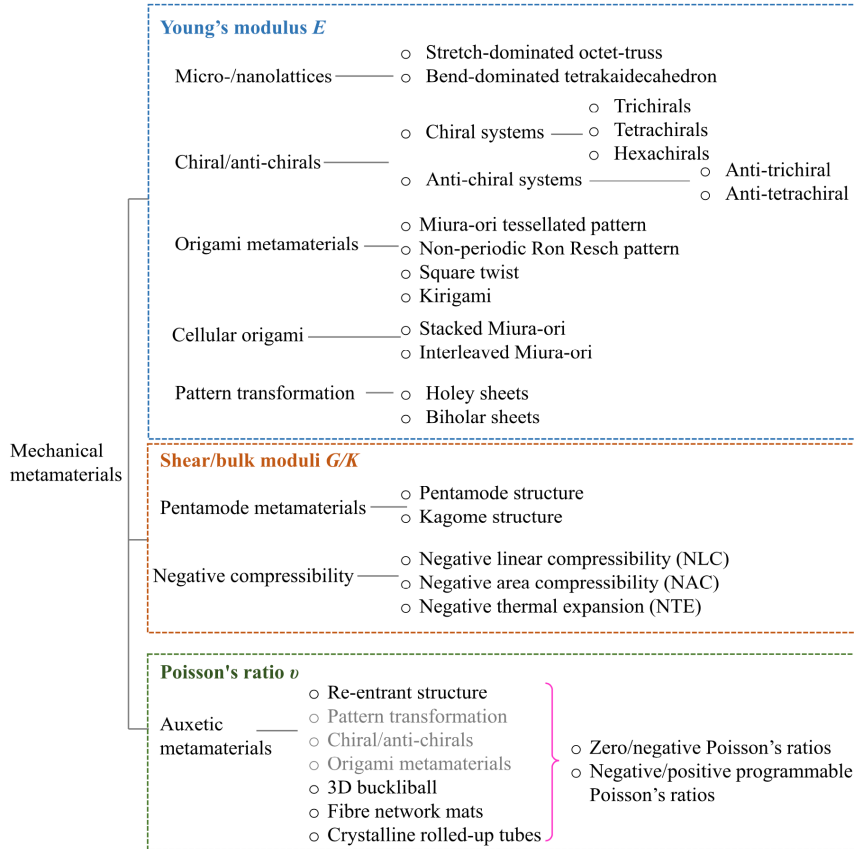 Young's modulus E
Micro-/nanolattices
○ Stretch-dominated octet-truss
○ Bend-dominated tetrakaidecahedron
Chiral/anti-chirals
○ Chiral systems
○ Trichirals
○ Tetrachirals
○ Hexachirals
○ Anti-chiral systems
○ Anti-trichiral
○ Anti-tetrachiral
Origami metamaterials
○ Miura-ori tessellated pattern
○ Non-periodic Ron Resch pattern
○ Square twist
○ Kirigami
Cellular origami
○ Stacked Miura-ori
○ Interleaved Miura-ori
Pattern transformation
○ Holey sheets
○ Biholar sheets
Mechanical
metamaterials
Shear/bulk moduli G/K
Pentamode metamaterials
○ Pentamode structure
○ Kagome structure
Negative compressibility
○ Negative linear compressibility (NLC)
○ Negative area compressibility (NAC)
○ Negative thermal expansion (NTE)
Poisson's ratio υ
Auxetic
metamaterials
○ Re-entrant structure
○ Pattern transformation
○ Chiral/anti-chirals
○ Origami metamaterials
○ 3D buckliball
○ Fibre network mats
○ Crystalline rolled-up tubes
○ Zero/negative Poisson's ratios
○ Negative/positive programmable
Poisson's ratios